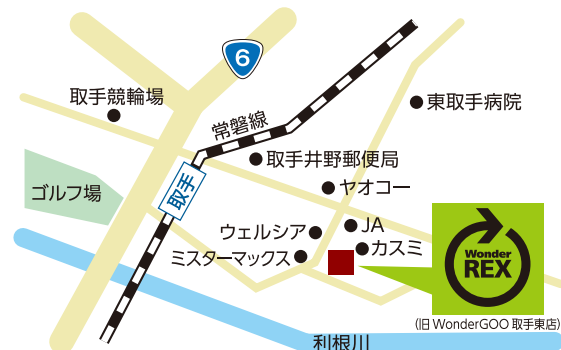 6
取手競輪場
東取手病院
常磐線
取手井野郵便局
取手
ヤオコー
ゴルフ場
ウェルシア
JA
カスミ
ミスターマックス
Wonder
REX
(旧 WonderGOO 取手東店)
利根川